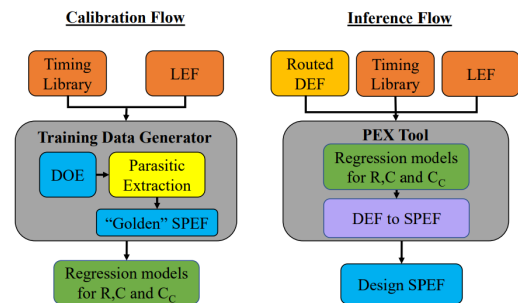 Calibration Flow
Timing
Library
LEF
Training Data Generator
DOE
Parasitic
Extraction
“Golden” SPEF
Regression models
for R,C and CC
Inference Flow
Routed
DEF
Timing
Library
LEF
PEX Tool
Regression models
for R,C and CC
DEF to SPEF
Design SPEF